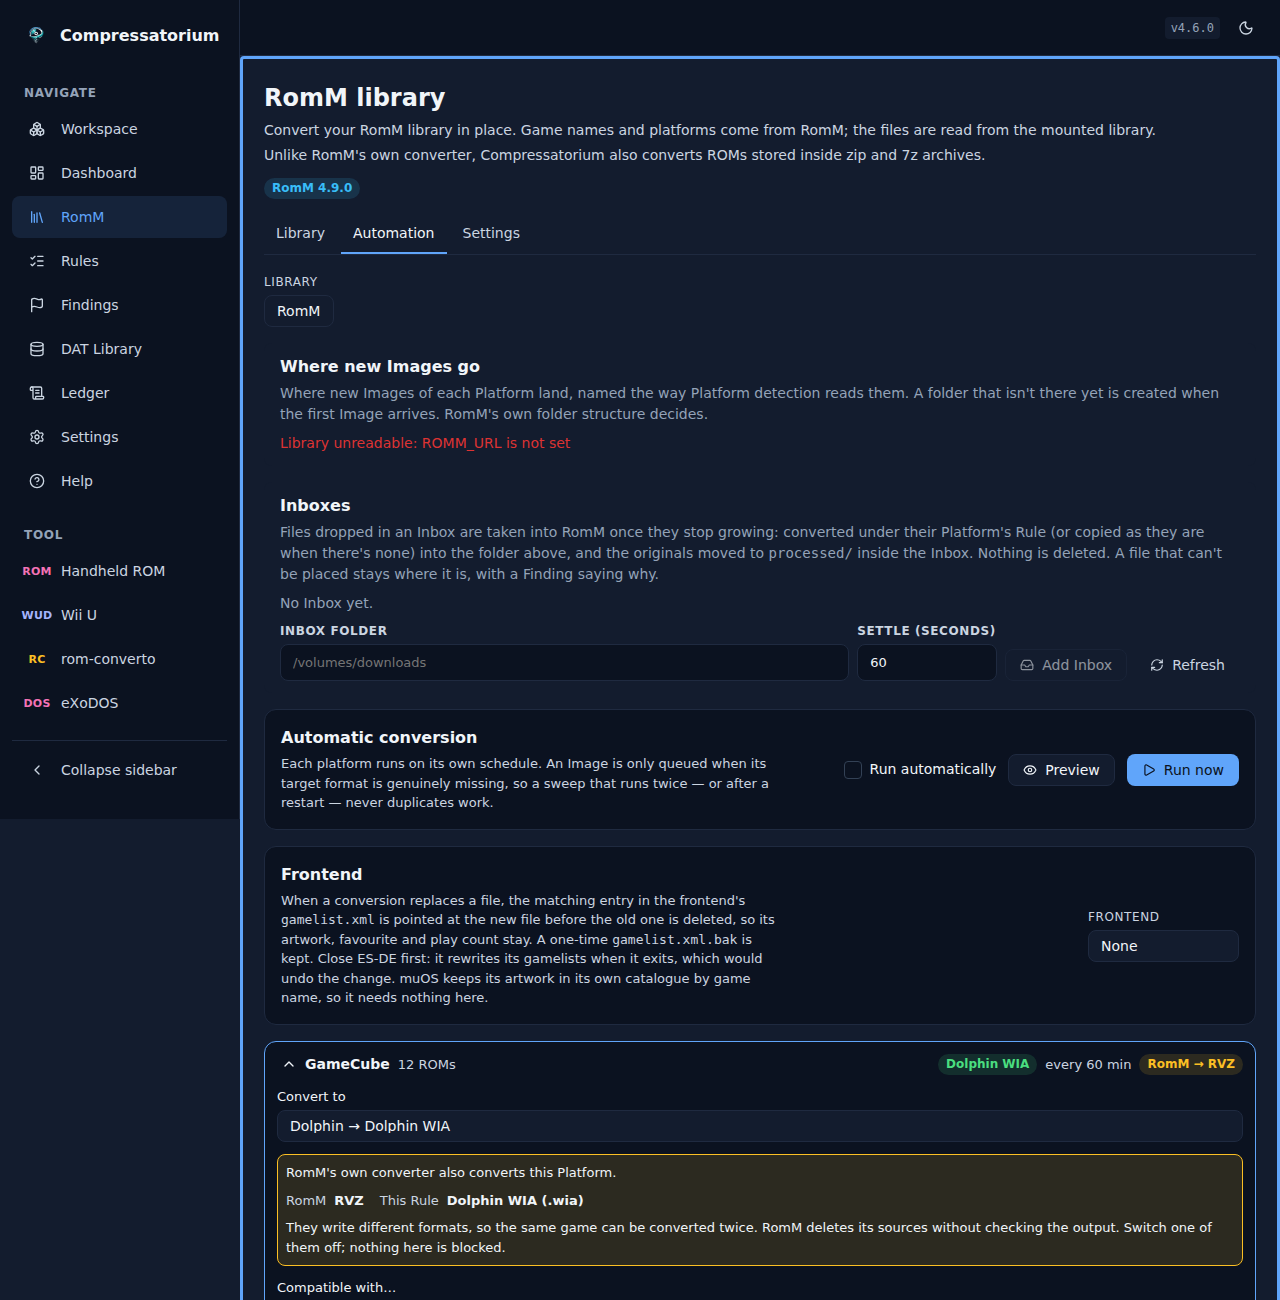 Compressatorium
v4.6.0
NAVIGATE
Workspace
Dashboard
RomM
Rules
Findings
DAT Library
Ledger
Settings
Help
TOOL
ROM Handheld ROM
WUD Wii U
RC rom-converto
DOS eXoDOS
Collapse sidebar
RomM library
Convert your RomM library in place. Game names and platforms come from RomM; the files are read from the mounted library.
Unlike RomM's own converter, Compressatorium also converts ROMs stored inside zip and 7z archives.
RomM 4.9.0
Library Automation Settings
LIBRARY
RomM
Where new Images go
Where new Images of each Platform land, named the way Platform detection reads them. A folder that isn't there yet is created when
the first Image arrives. RomM's own folder structure decides.
Library unreadable: ROMM_URL is not set
Inboxes
Files dropped in an Inbox are taken into RomM once they stop growing: converted under their Platform's Rule (or copied as they are
when there's none) into the folder above, and the originals moved to processed/ inside the Inbox. Nothing is deleted. A file that can't
be placed stays where it is, with a Finding saying why.
No Inbox yet.
INBOX FOLDER SETTLE (SECONDS)
/volumes/downloads 60 Add Inbox Refresh
Automatic conversion
Each platform runs on its own schedule. An Image is only queued when its
target format is genuinely missing, so a sweep that runs twice — or after a
restart — never duplicates work.
Run automatically Preview Run now
Frontend
When a conversion replaces a file, the matching entry in the frontend's
gamelist.xml is pointed at the new file before the old one is deleted, so its
artwork, favourite and play count stay. A one-time gamelist.xml.bak is
kept. Close ES-DE first: it rewrites its gamelists when it exits, which would
undo the change. muOS keeps its artwork in its own catalogue by game
name, so it needs nothing here.
FRONTEND
None
GameCube 12 ROMs Dolphin WIA every 60 min RomM → RVZ
Convert to
Dolphin → Dolphin WIA
RomM's own converter also converts this Platform.
RomM RVZ This Rule Dolphin WIA (.wia)
They write different formats, so the same game can be converted twice. RomM deletes its sources without checking the output. Switch one of
them off; nothing here is blocked.
Compatible with…